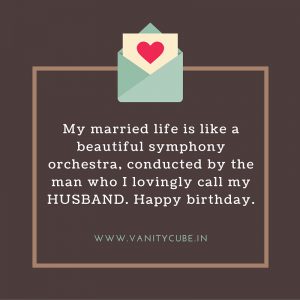 My married life is like a
beautiful symphony
orchestra, conducted by the
man who I lovingly call my
HUSBAND. Happy birthday.
WWW.VANITYCUBE.IN